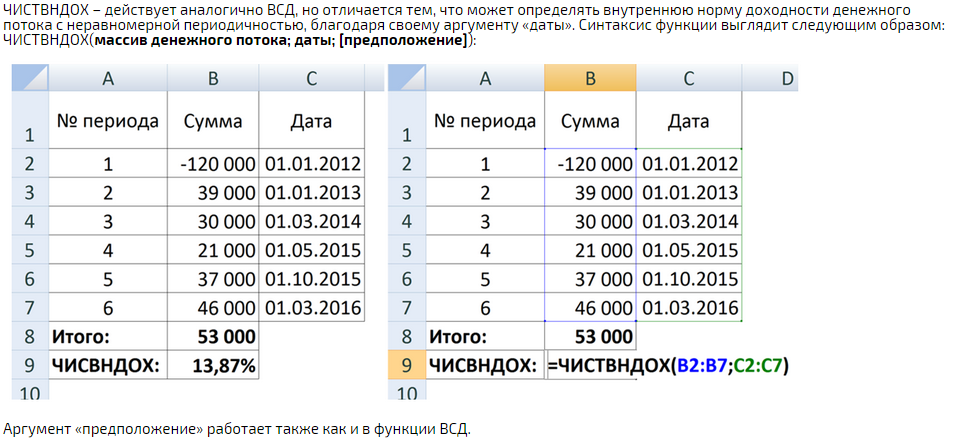 ЧИСТВНДОХ – действует аналогично ВСД, но отличается тем, что может определять внутреннюю норму доходности денежного
потока с неравномерной периодичностью, благодаря своему аргументу «даты». Синтаксис функции выглядит следующим образом:
ЧИСТВНДОХ(массив денежного потока; даты; [предположение]):
A B C
1 № периода Сумма Дата
2 1 -120 000 01.01.2012
3 2 39 000 01.01.2013
4 3 30 000 01.03.2014
5 4 21 000 01.05.2015
6 5 37 000 01.10.2015
7 6 46 000 01.03.2016
8 Итого: 53 000
9 ЧИСВНДОХ: 13,87%
10
A B C D
1 № периода Сумма Дата
2 1 -120 000 01.01.2012
3 2 39 000 01.01.2013
4 3 30 000 01.03.2014
5 4 21 000 01.05.2015
6 5 37 000 01.10.2015
7 6 46 000 01.03.2016
8 Итого: 53 000
9 ЧИСВНДОХ: =ЧИСТВНДОХ(B2:B7;C2:C7)
10
Аргумент «предположение» работает также как и в функции ВСД.